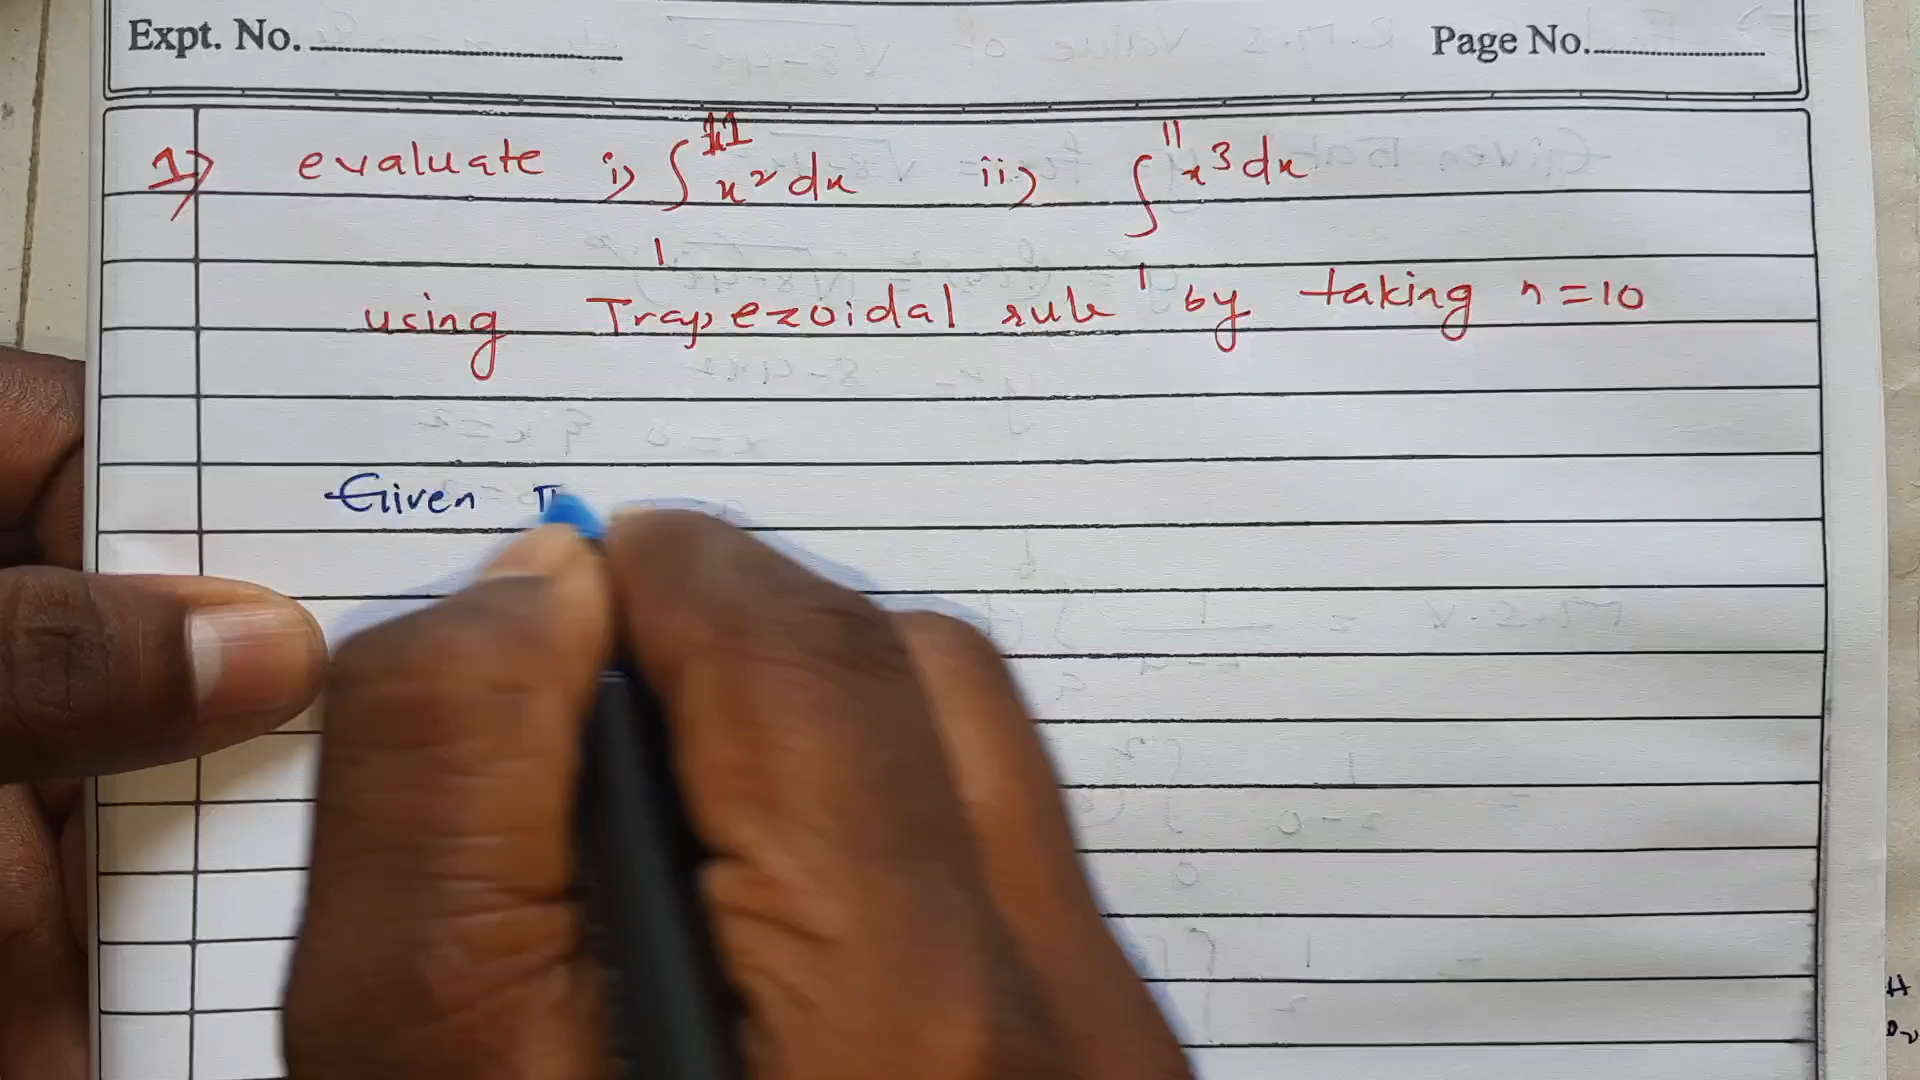 Expt. No. Page No.
1) evaluate i) ∫₁¹¹ x² dx ii) ∫₁¹¹ x³ dx
using Trapezoidal rule by taking n = 10
Given